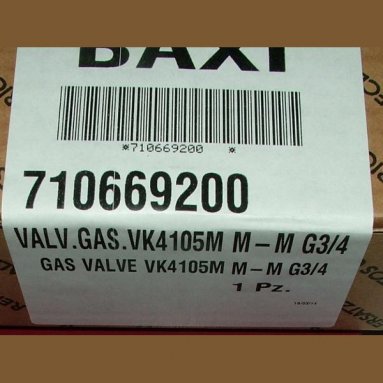 BAXI
*710669200 *
710669200
VALV.GAS.VK4105M M-M G3/4
GAS VALVE VK4105M M-M G3/4
1 Pz.